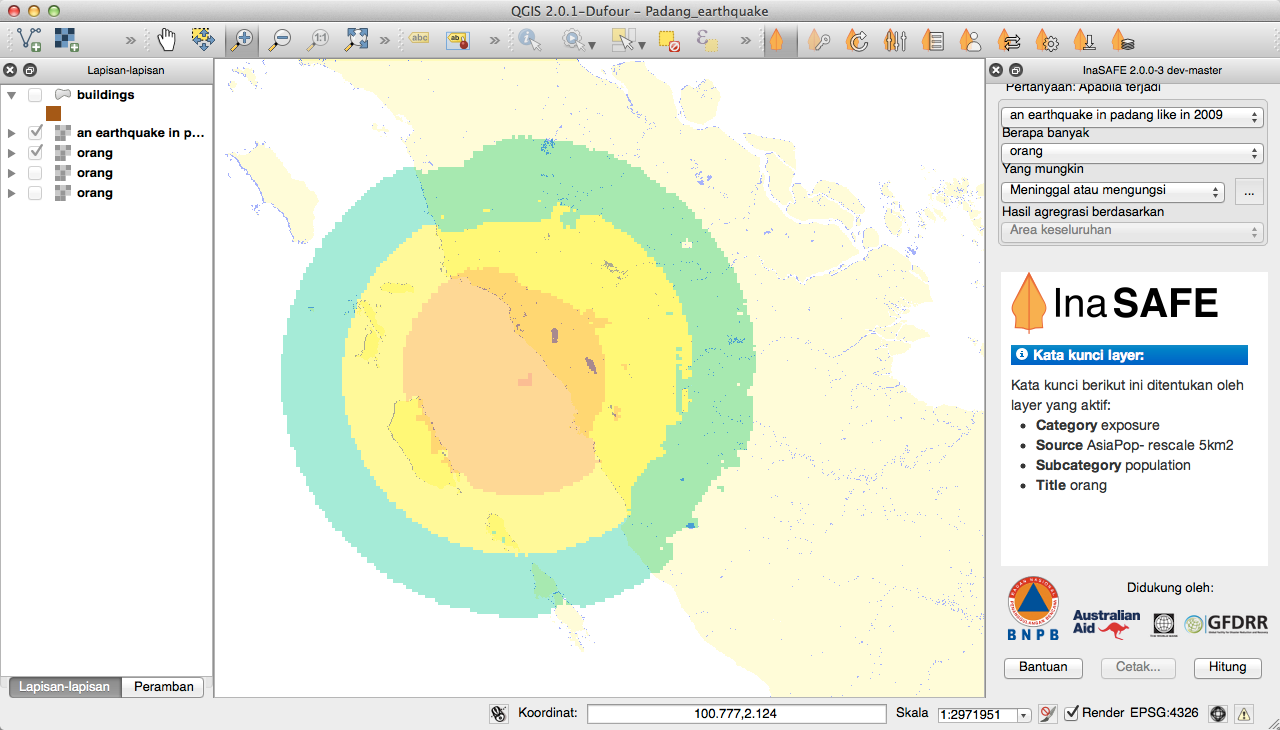 QGIS 2.0.1-Dufour - Padang_earthquake
»
1:1
»
abc
ab
»
»
Lapisan-lapisan
buildings
an earthquake in p...
orang
orang
orang
Lapisan-lapisan
Peramban
InaSAFE 2.0.0-3 dev-master
Pertanyaan: Apabila terjadi
an earthquake in padang like in 2009
Berapa banyak
orang
Yang mungkin
Meninggal atau mengungsi
...
Hasil agregrasi berdasarkan
Area keseluruhan
InaSAFE
Kata kunci layer:
Kata kunci berikut ini ditentukan oleh
layer yang aktif:
• Category exposure
• Source AsiaPop- rescale 5km2
• Subcategory population
• Title orang
Didukung oleh:
BNPB
Australian
Aid
GFDRR
Bantuan
Cetak...
Hitung
Koordinat:
100.777,2.124
Skala
1:2971951
Render
EPSG:4326